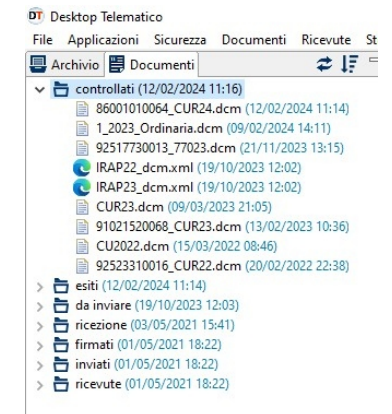 DT Desktop Telematico
File Applicazioni Sicurezza Documenti Ricevute St
Archivio Documenti
controllati (12/02/2024 11:16)
86001010064_CUR24.dcm (12/02/2024 11:14)
1_2023_Ordinaria.dcm (09/02/2024 14:11)
92517730013_77023.dcm (21/11/2023 13:15)
IRAP22_dcm.xml (19/10/2023 12:02)
IRAP23_dcm.xml (19/10/2023 12:02)
CUR23.dcm (09/03/2023 21:05)
91021520068_CUR23.dcm (13/02/2023 10:36)
CU2022.dcm (15/03/2022 08:46)
92523310016_CUR22.dcm (20/02/2022 22:38)
esiti (12/02/2024 11:14)
da inviare (19/10/2023 12:03)
ricezione (03/05/2021 15:41)
firmati (01/05/2021 18:22)
inviati (01/05/2021 18:22)
ricevute (01/05/2021 18:22)